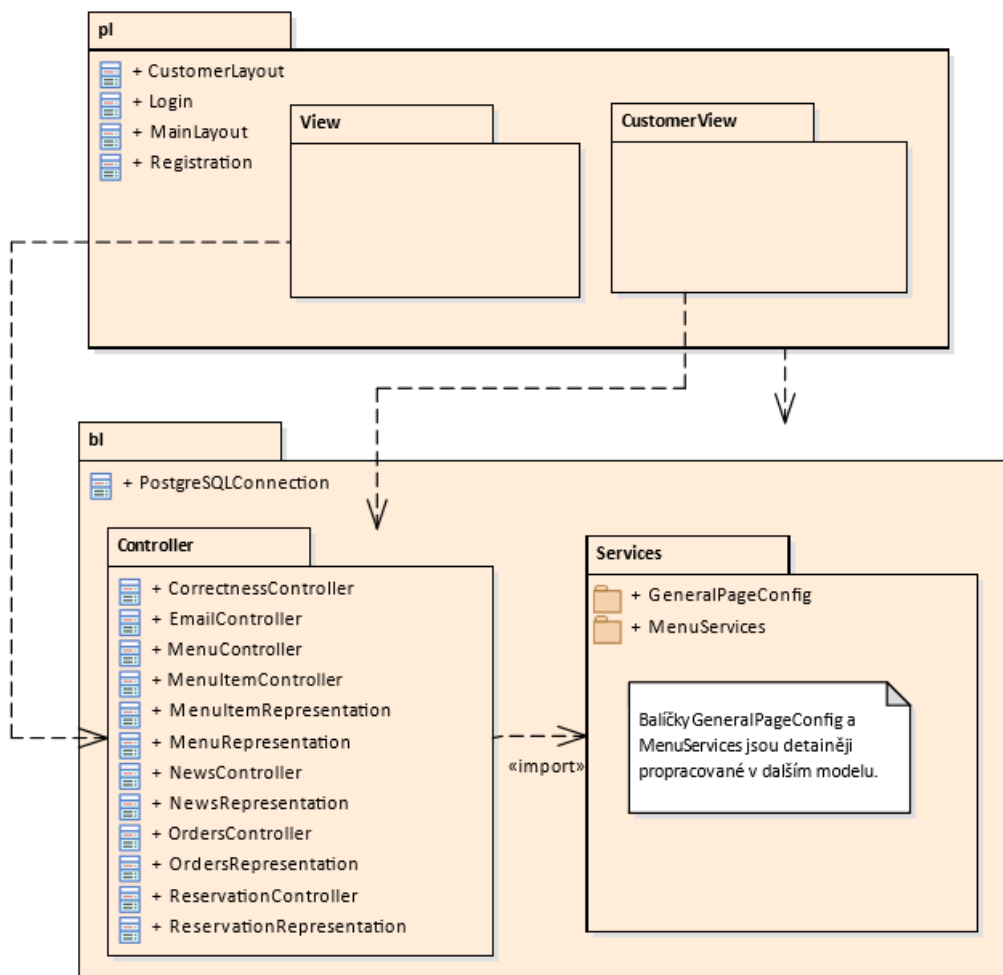 pl
+ CustomerLayout
+ Login
+ MainLayout
+ Registration
View
CustomerView
bl
+ PostgreSQLConnection
Controller
+ CorrectnessController
+ EmailController
+ MenuController
+ MenuItemController
+ MenuItemRepresentation
+ MenuRepresentation
+ NewsController
+ NewsRepresentation
+ OrdersController
+ OrdersRepresentation
+ ReservationController
+ ReservationRepresentation
«import»
Services
+ GeneralPageConfig
+ MenuServices
Balíčky GeneralPageConfig a
MenuServices jsou detainěji
propracované v dalším modelu.